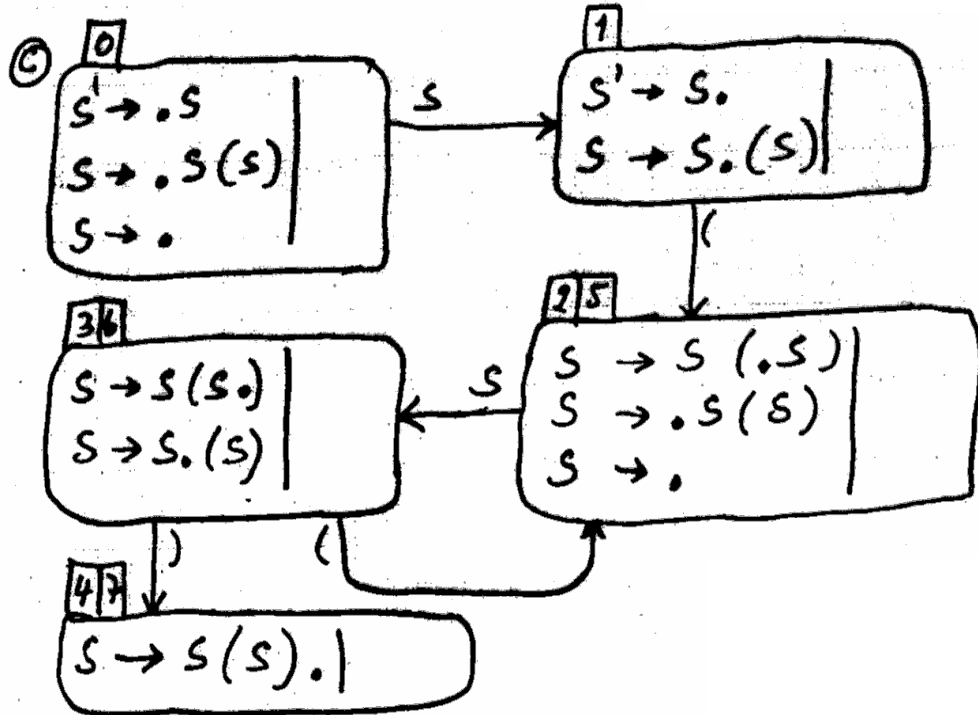 C
0
S' → .S
S → .S(S)
S → .
S
1
S' → S.
S → S.(S)
(
2 5
S → S(.S)
S → .S(S)
S → .
S
3 6
S → S(S.)
S → S.(S)
)
(
4 7
S → S(S).